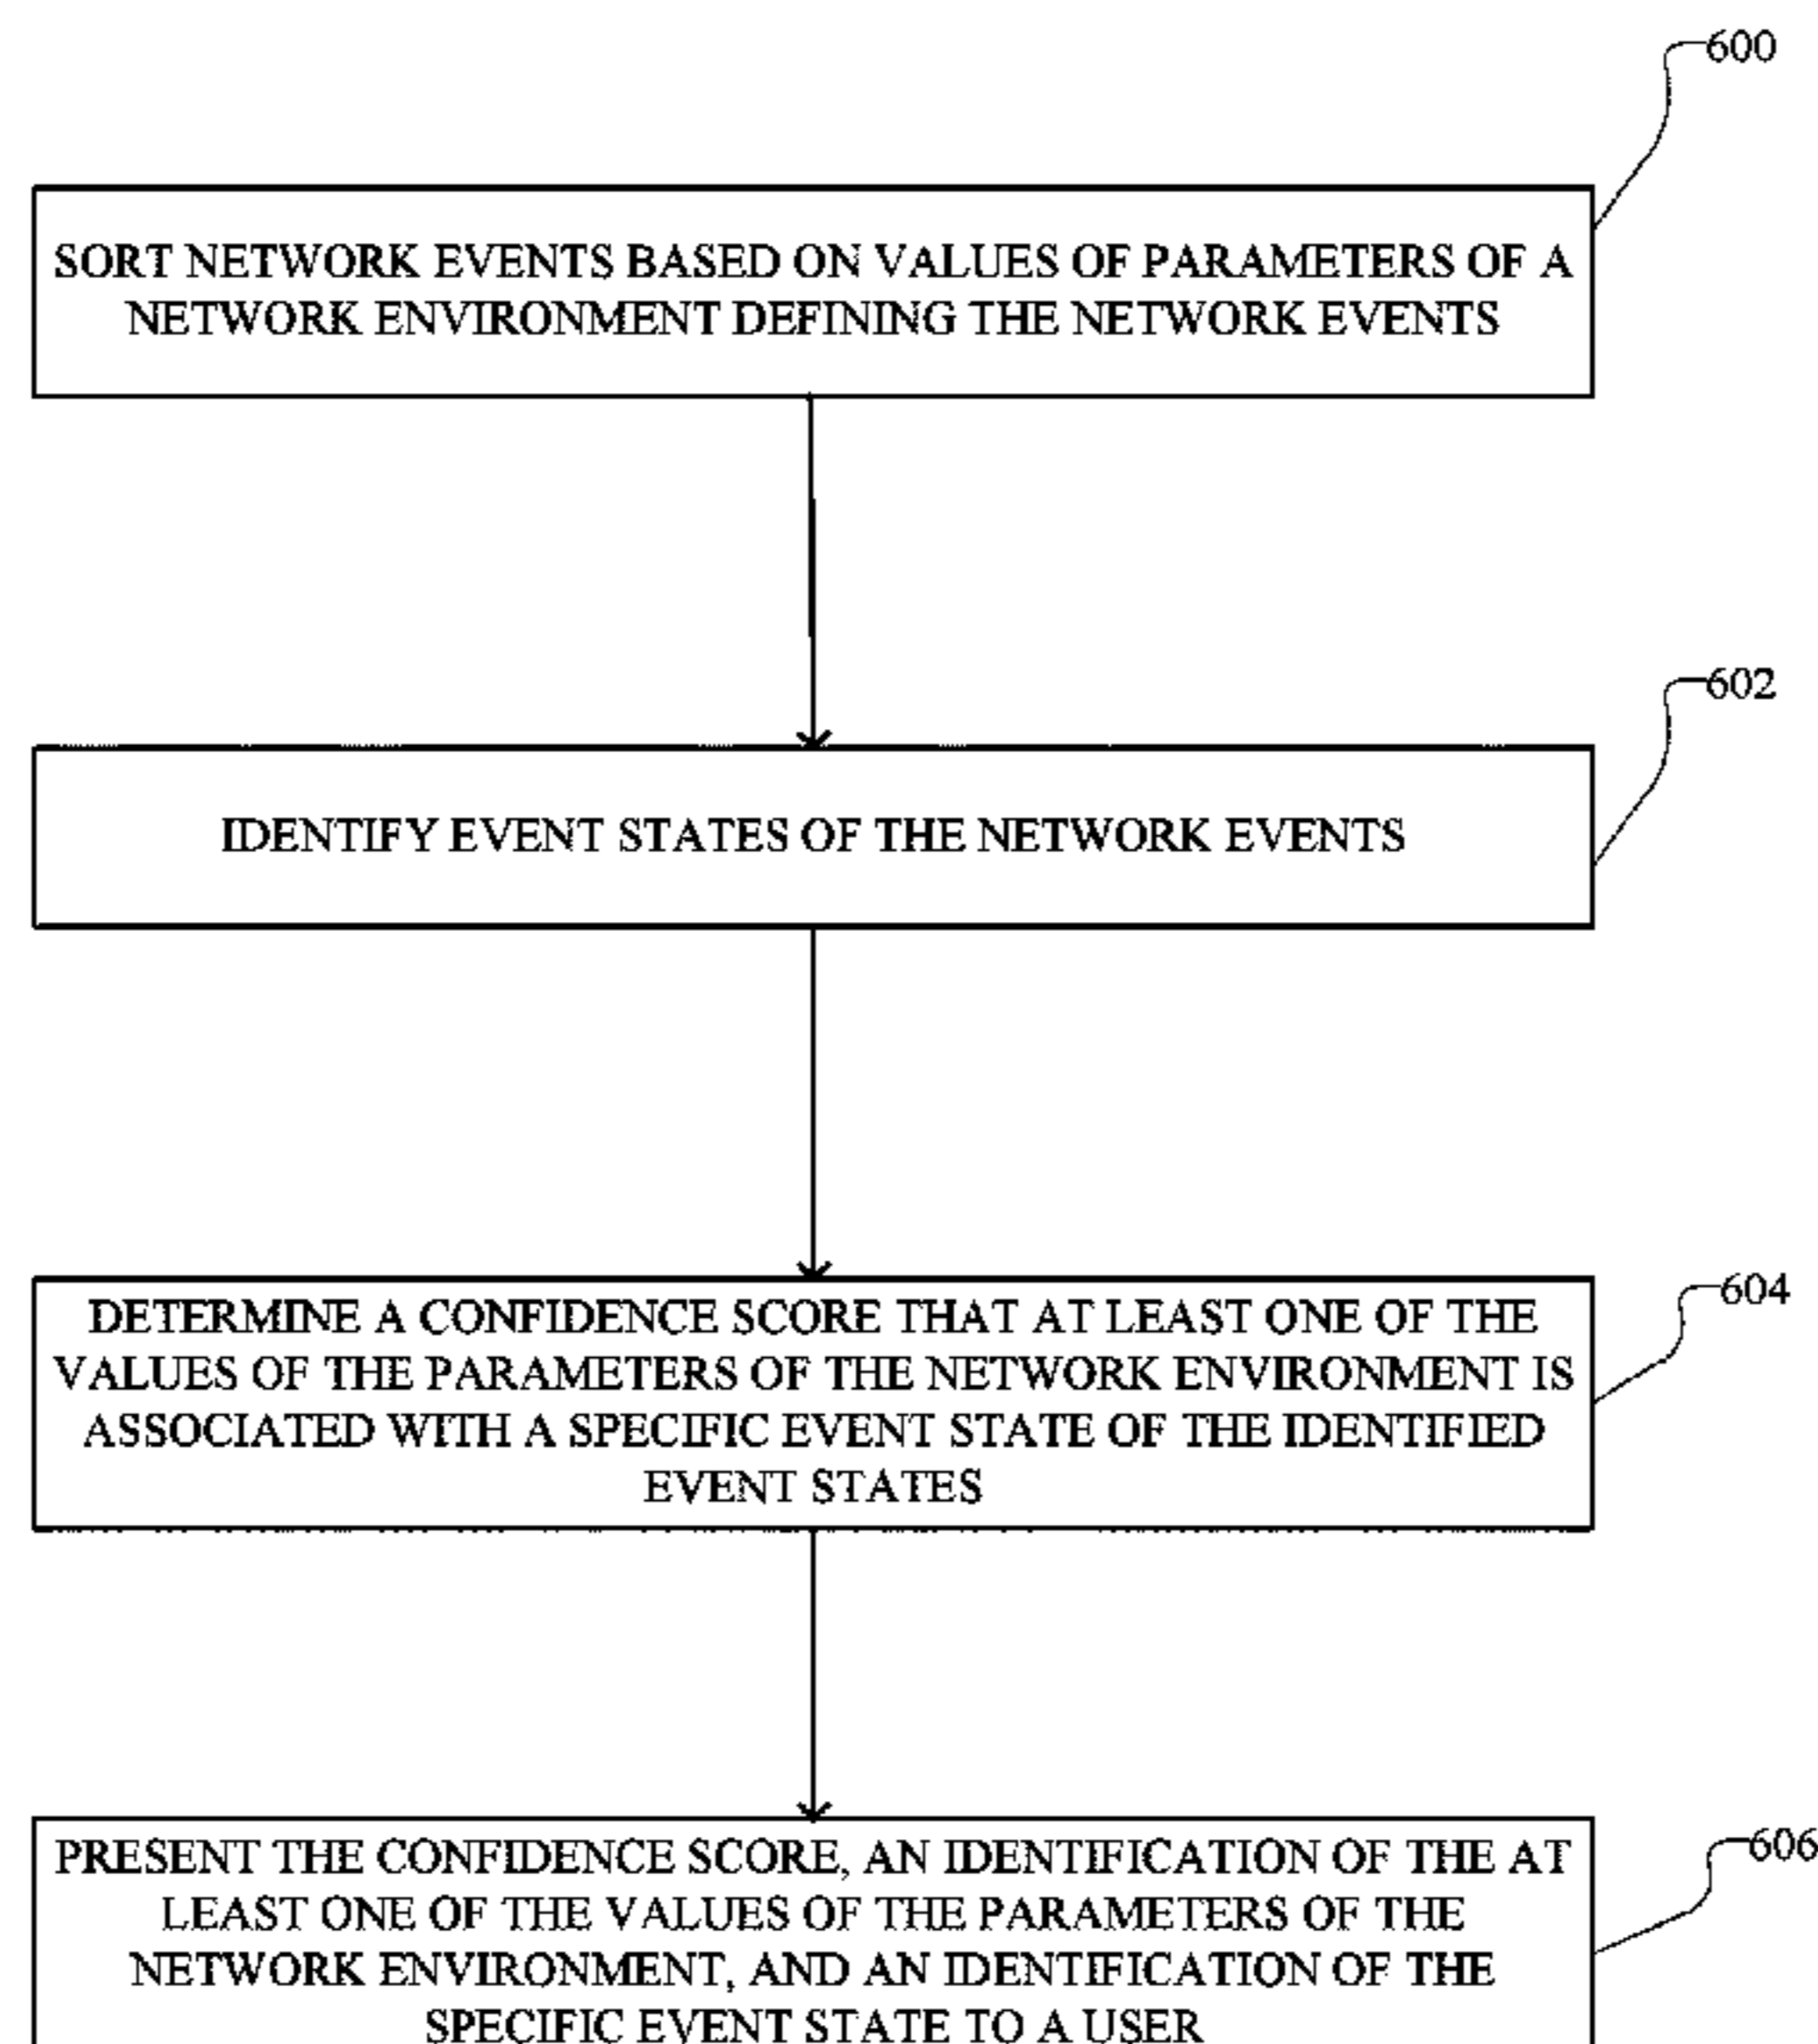 600
SORT NETWORK EVENTS BASED ON VALUES OF PARAMETERS OF A
NETWORK ENVIRONMENT DEFINING THE NETWORK EVENTS
602
IDENTIFY EVENT STATES OF THE NETWORK EVENTS
604
DETERMINE A CONFIDENCE SCORE THAT AT LEAST ONE OF THE
VALUES OF THE PARAMETERS OF THE NETWORK ENVIRONMENT IS
ASSOCIATED WITH A SPECIFIC EVENT STATE OF THE IDENTIFIED
EVENT STATES
606
PRESENT THE CONFIDENCE SCORE, AN IDENTIFICATION OF THE AT
LEAST ONE OF THE VALUES OF THE PARAMETERS OF THE
NETWORK ENVIRONMENT, AND AN IDENTIFICATION OF THE
SPECIFIC EVENT STATE TO A USER